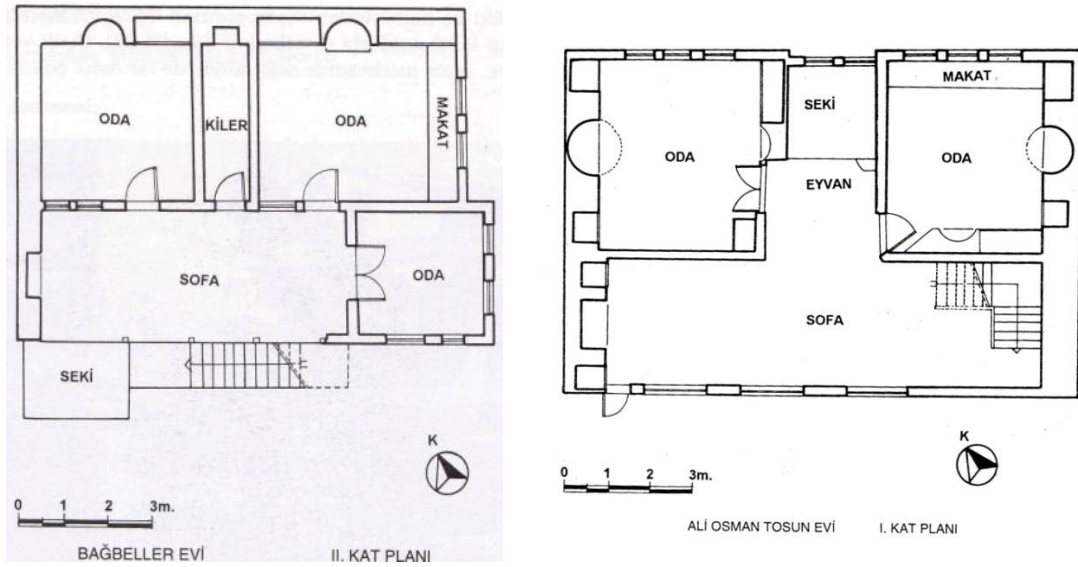 ODA
KİLER
ODA
MAKAT
SOFA
ODA
SEKİ
K
0 1 2 3m.
BAĞBELLER EVİ II. KAT PLANI
MAKAT
SEKİ
ODA
ODA
EYVAN
SOFA
K
0 1 2 3m.
ALİ OSMAN TOSUN EVİ I. KAT PLANI